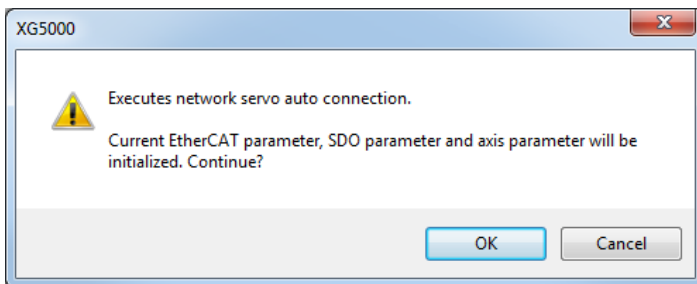 XG5000
Executes network servo auto connection.
Current EtherCAT parameter, SDO parameter and axis parameter will be
initialized. Continue?
OK
Cancel